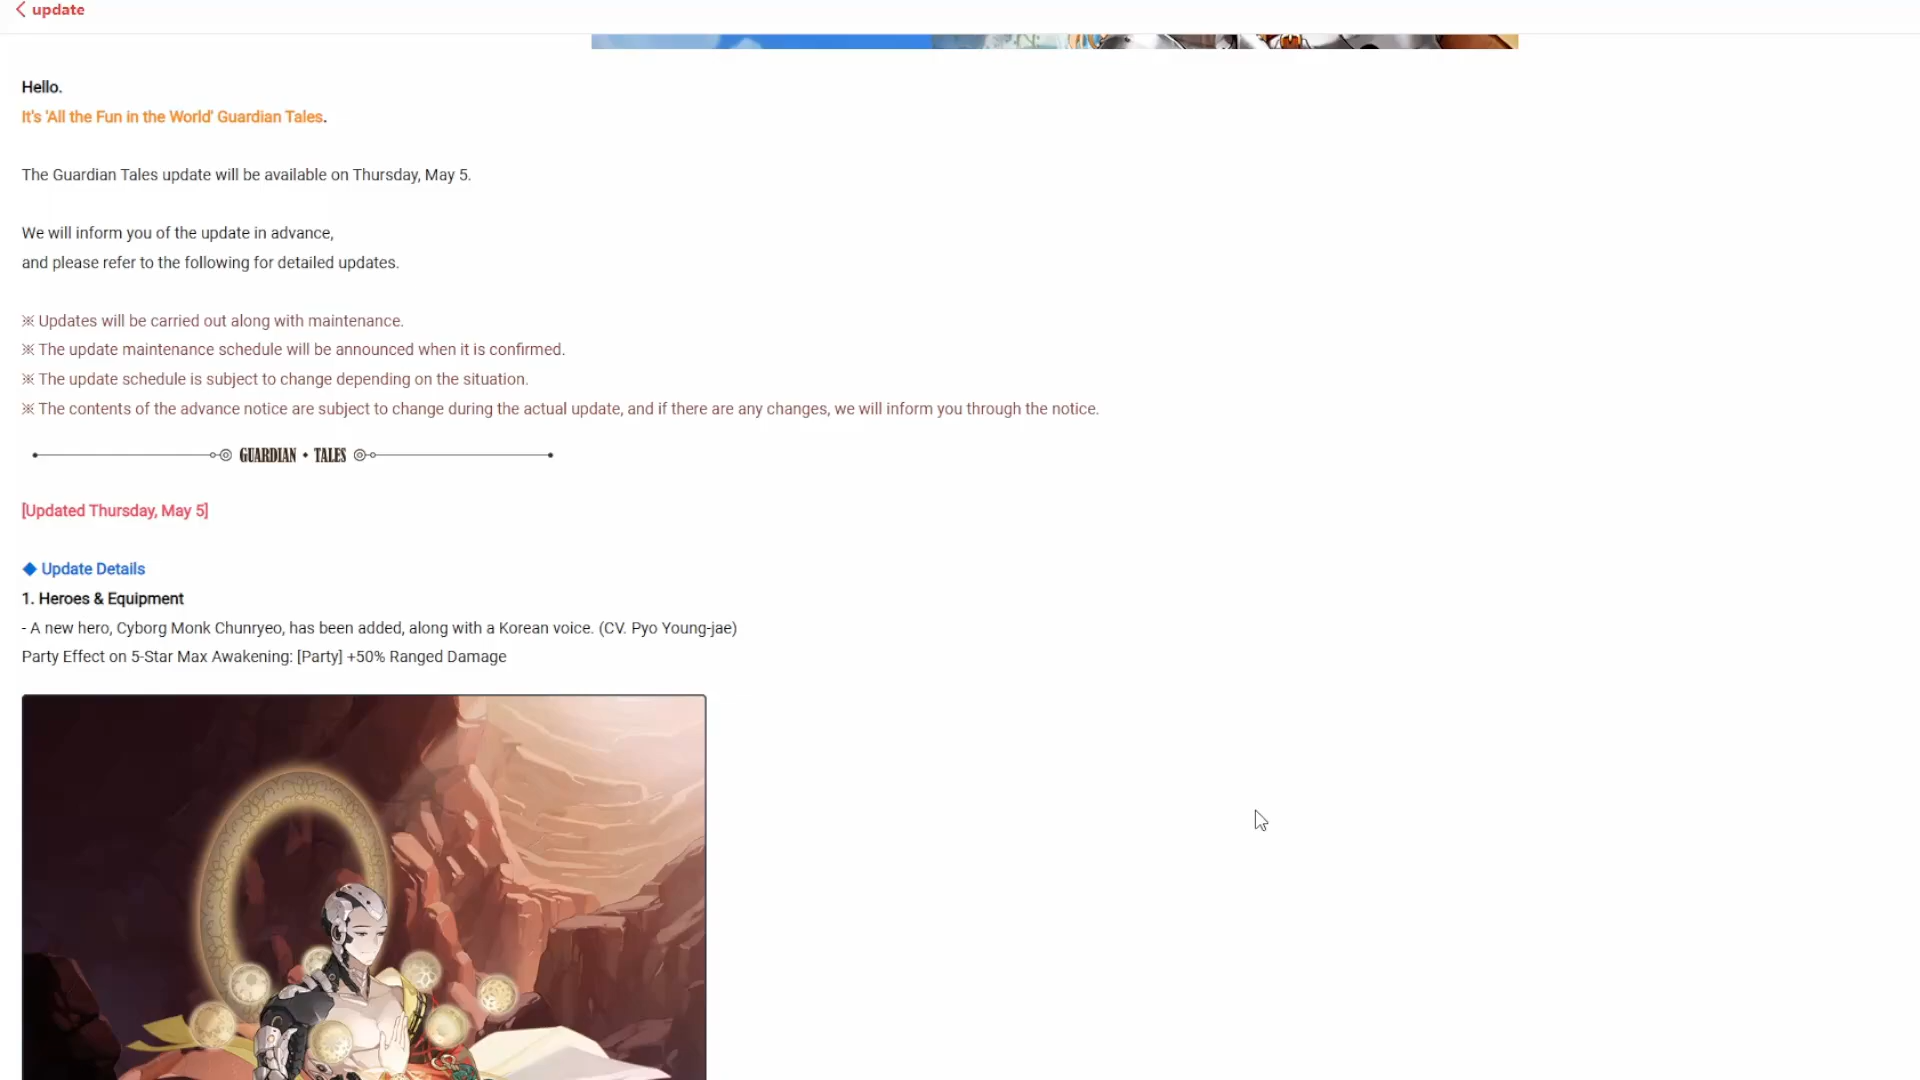 update
Hello.
It's 'All the Fun in the World' Guardian Tales.
The Guardian Tales update will be available on Thursday, May 5.
We will inform you of the update in advance,
and please refer to the following for detailed updates.
※ Updates will be carried out along with maintenance.
※ The update maintenance schedule will be announced when it is confirmed.
※ The update schedule is subject to change depending on the situation.
※ The contents of the advance notice are subject to change during the actual update, and if there are any changes, we will inform you through the notice.
GUARDIAN • TALES
[Updated Thursday, May 5]
◆ Update Details
1. Heroes & Equipment
- A new hero, Cyborg Monk Chunryeo, has been added, along with a Korean voice. (CV. Pyo Young-jae)
Party Effect on 5-Star Max Awakening: [Party] +50% Ranged Damage